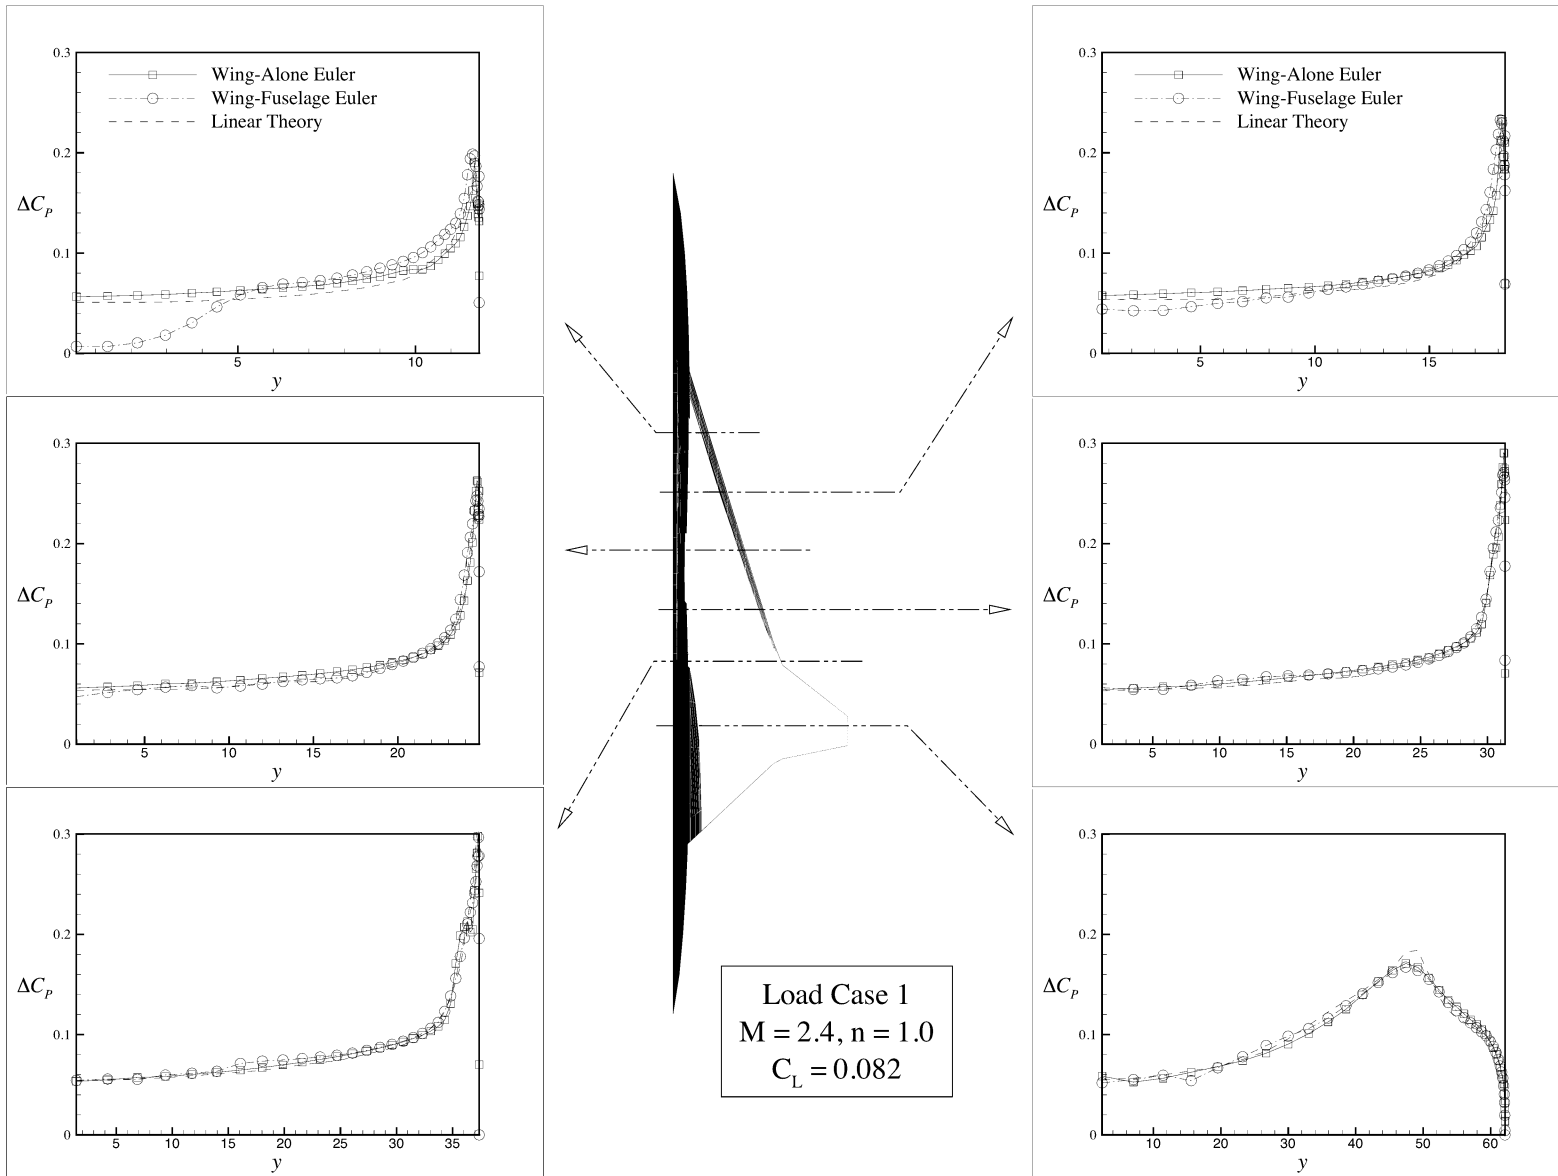 0.3
Wing-Alone Euler
Wing-Fuselage Euler
Linear Theory
0.2
ΔC_P
0.1
0
5
10
y
0.3
Wing-Alone Euler
Wing-Fuselage Euler
Linear Theory
0.2
ΔC_P
0.1
0
5
10
15
y
0.3
0.2
ΔC_P
0.1
0
5
10
15
20
y
0.3
0.2
ΔC_P
0.1
0
5
10
15
20
25
30
y
0.3
0.2
ΔC_P
0.1
0
5
10
15
20
25
30
35
y
Load Case 1
M = 2.4, n = 1.0
C_L = 0.082
0.3
0.2
ΔC_P
0.1
0
10
20
30
40
50
60
y